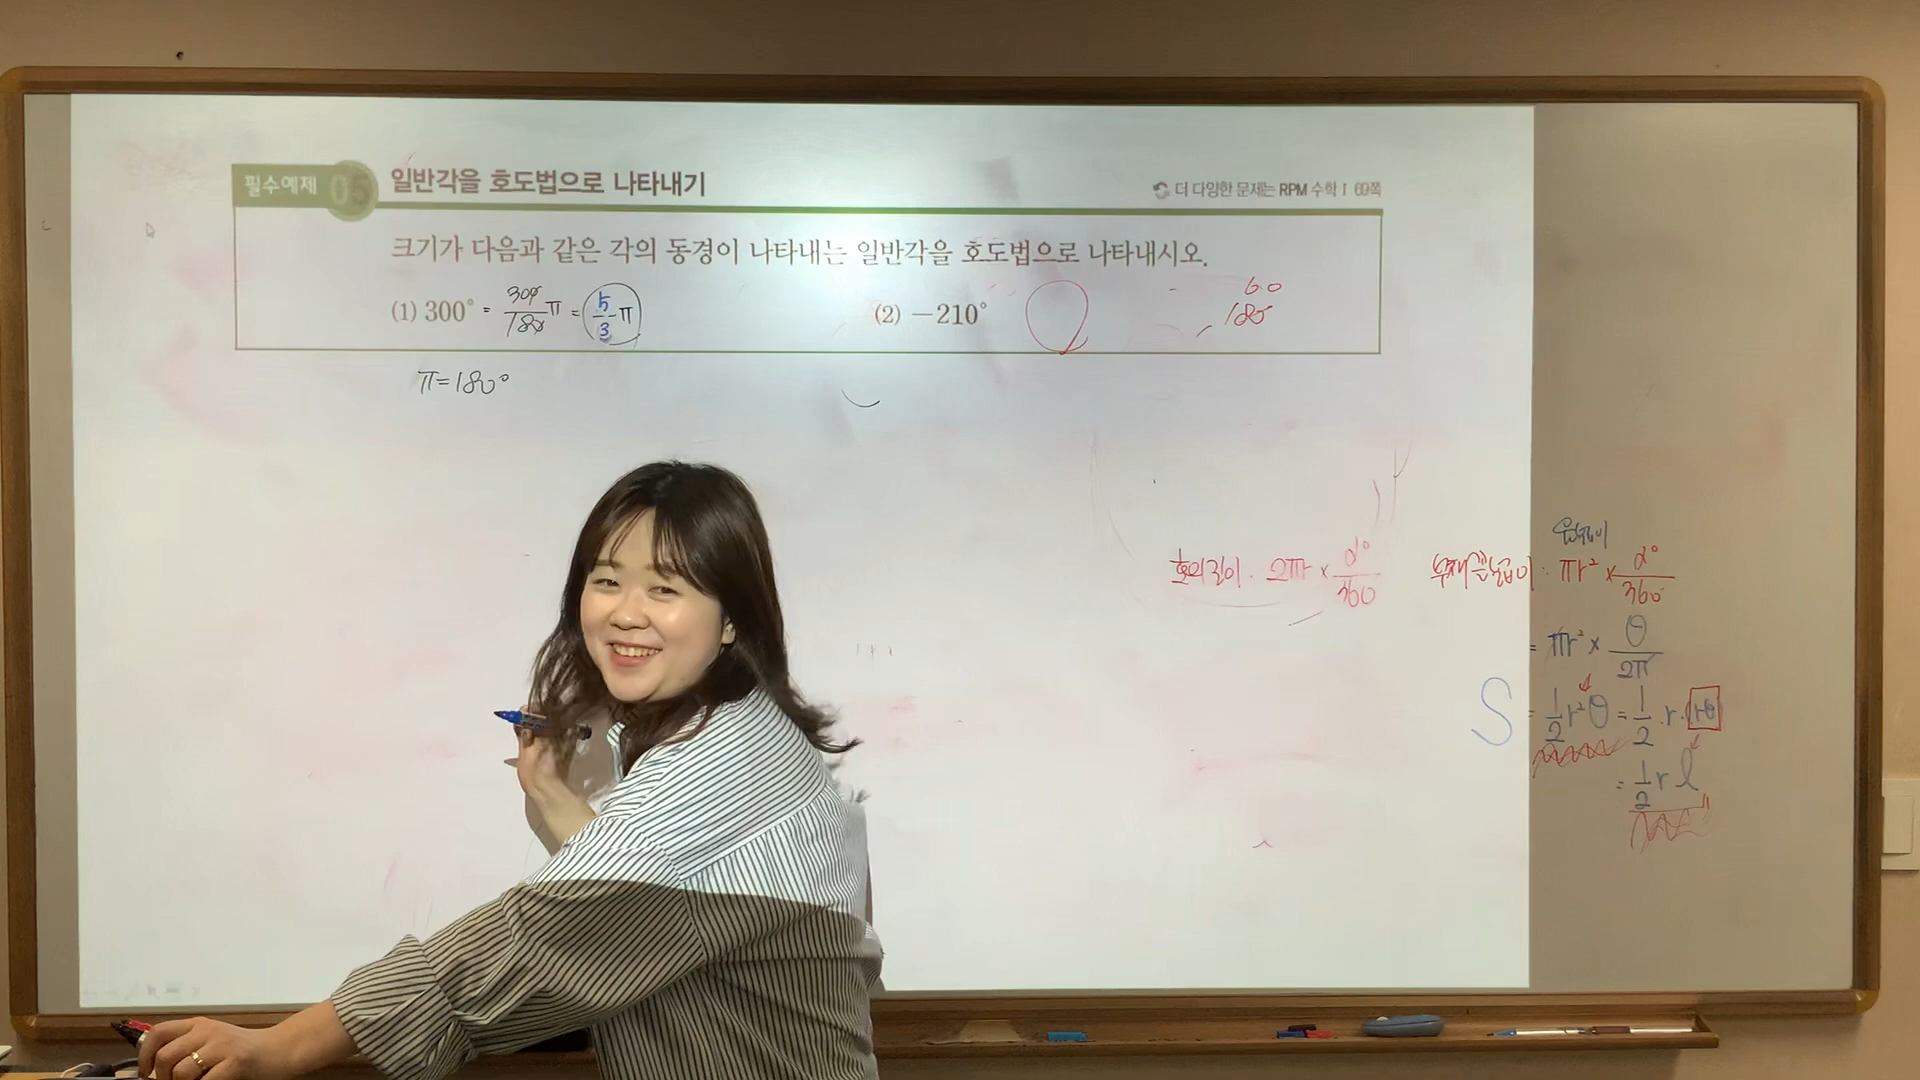 필수예제 05 일반각을 호도법으로 나타내기
더 다양한 문제는 RPM 수학 I 69쪽
크기가 다음과 같은 각의 동경이 나타내는 일반각을 호도법으로 나타내시오.
(1) 300° = 300/180 π = 5/3 π
(2) -210°
60
180
π=180°
호의길이. 2πr × α°/360
부채꼴넓이: πr² × α°/360
= πr² × θ/2π
S = 1/2 r²θ = 1/2 · r · (rθ)
= 1/2 r l